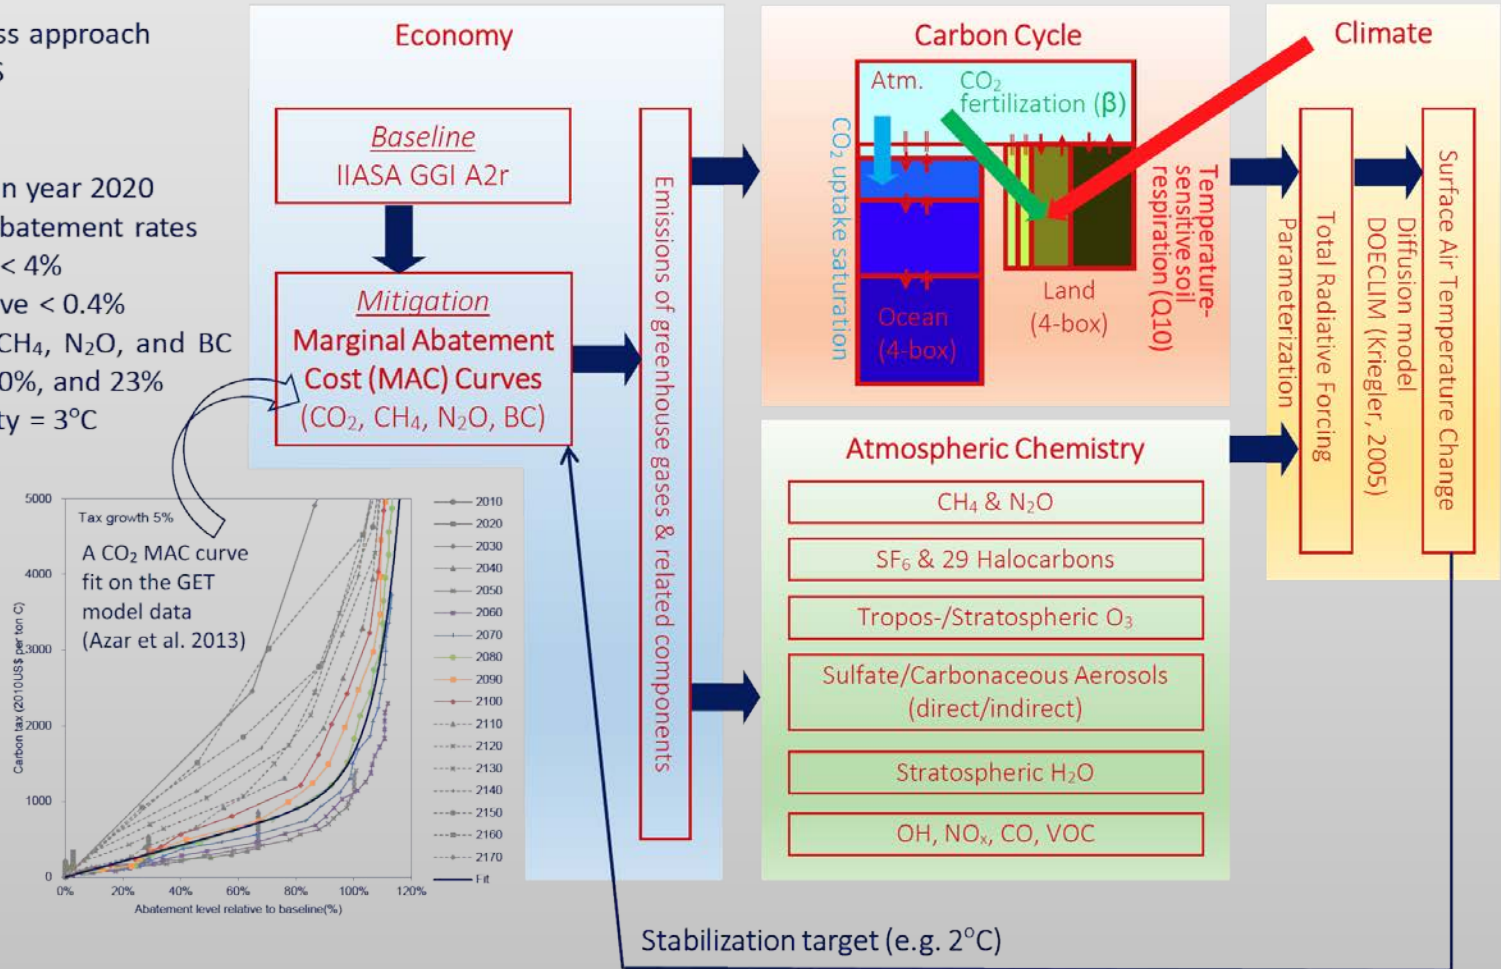 ss approach
S
n year 2020
batement rates
< 4%
ve < 0.4%
CH₄, N₂O, and BC
0%, and 23%
ty = 3°C
Economy
Baseline
IIASA GGI A2r
Mitigation
Marginal Abatement
Cost (MAC) Curves
(CO₂, CH₄, N₂O, BC)
Emissions of greenhouse gases & related components
Carbon Cycle
Atm.
CO₂
fertilization (β)
CO₂ uptake saturation
Ocean
(4-box)
Land
(4-box)
Temperature-
sensitive soil
respiration (Q10)
Climate
Parameterization
Total Radiative Forcing
DOECLIM (Kriegler, 2005)
Diffusion model
Surface Air Temperature Change
Atmospheric Chemistry
CH₄ & N₂O
SF₆ & 29 Halocarbons
Tropos-/Stratospheric O₃
Sulfate/Carbonaceous Aerosols
(direct/indirect)
Stratospheric H₂O
OH, NOₓ, CO, VOC
Tax growth 5%
A CO₂ MAC curve
fit on the GET
model data
(Azar et al. 2013)
Carbon tax (2010US$ per ton C)
5000
4000
3000
2000
1000
0
0%
20%
40%
60%
80%
100%
120%
Abatement level relative to baseline(%)
2010
2020
2030
2040
2050
2060
2070
2080
2090
2100
2110
2120
2130
2140
2150
2160
2170
Fit
Stabilization target (e.g. 2°C)